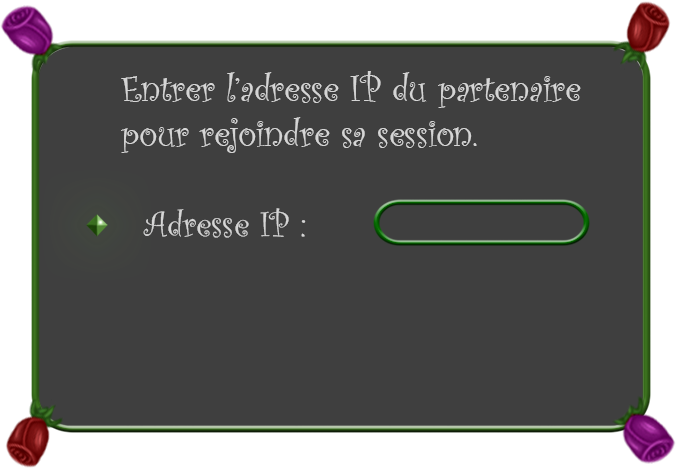 Entrer l'adresse IP du partenaire
pour rejoindre sa session.
Adresse IP :